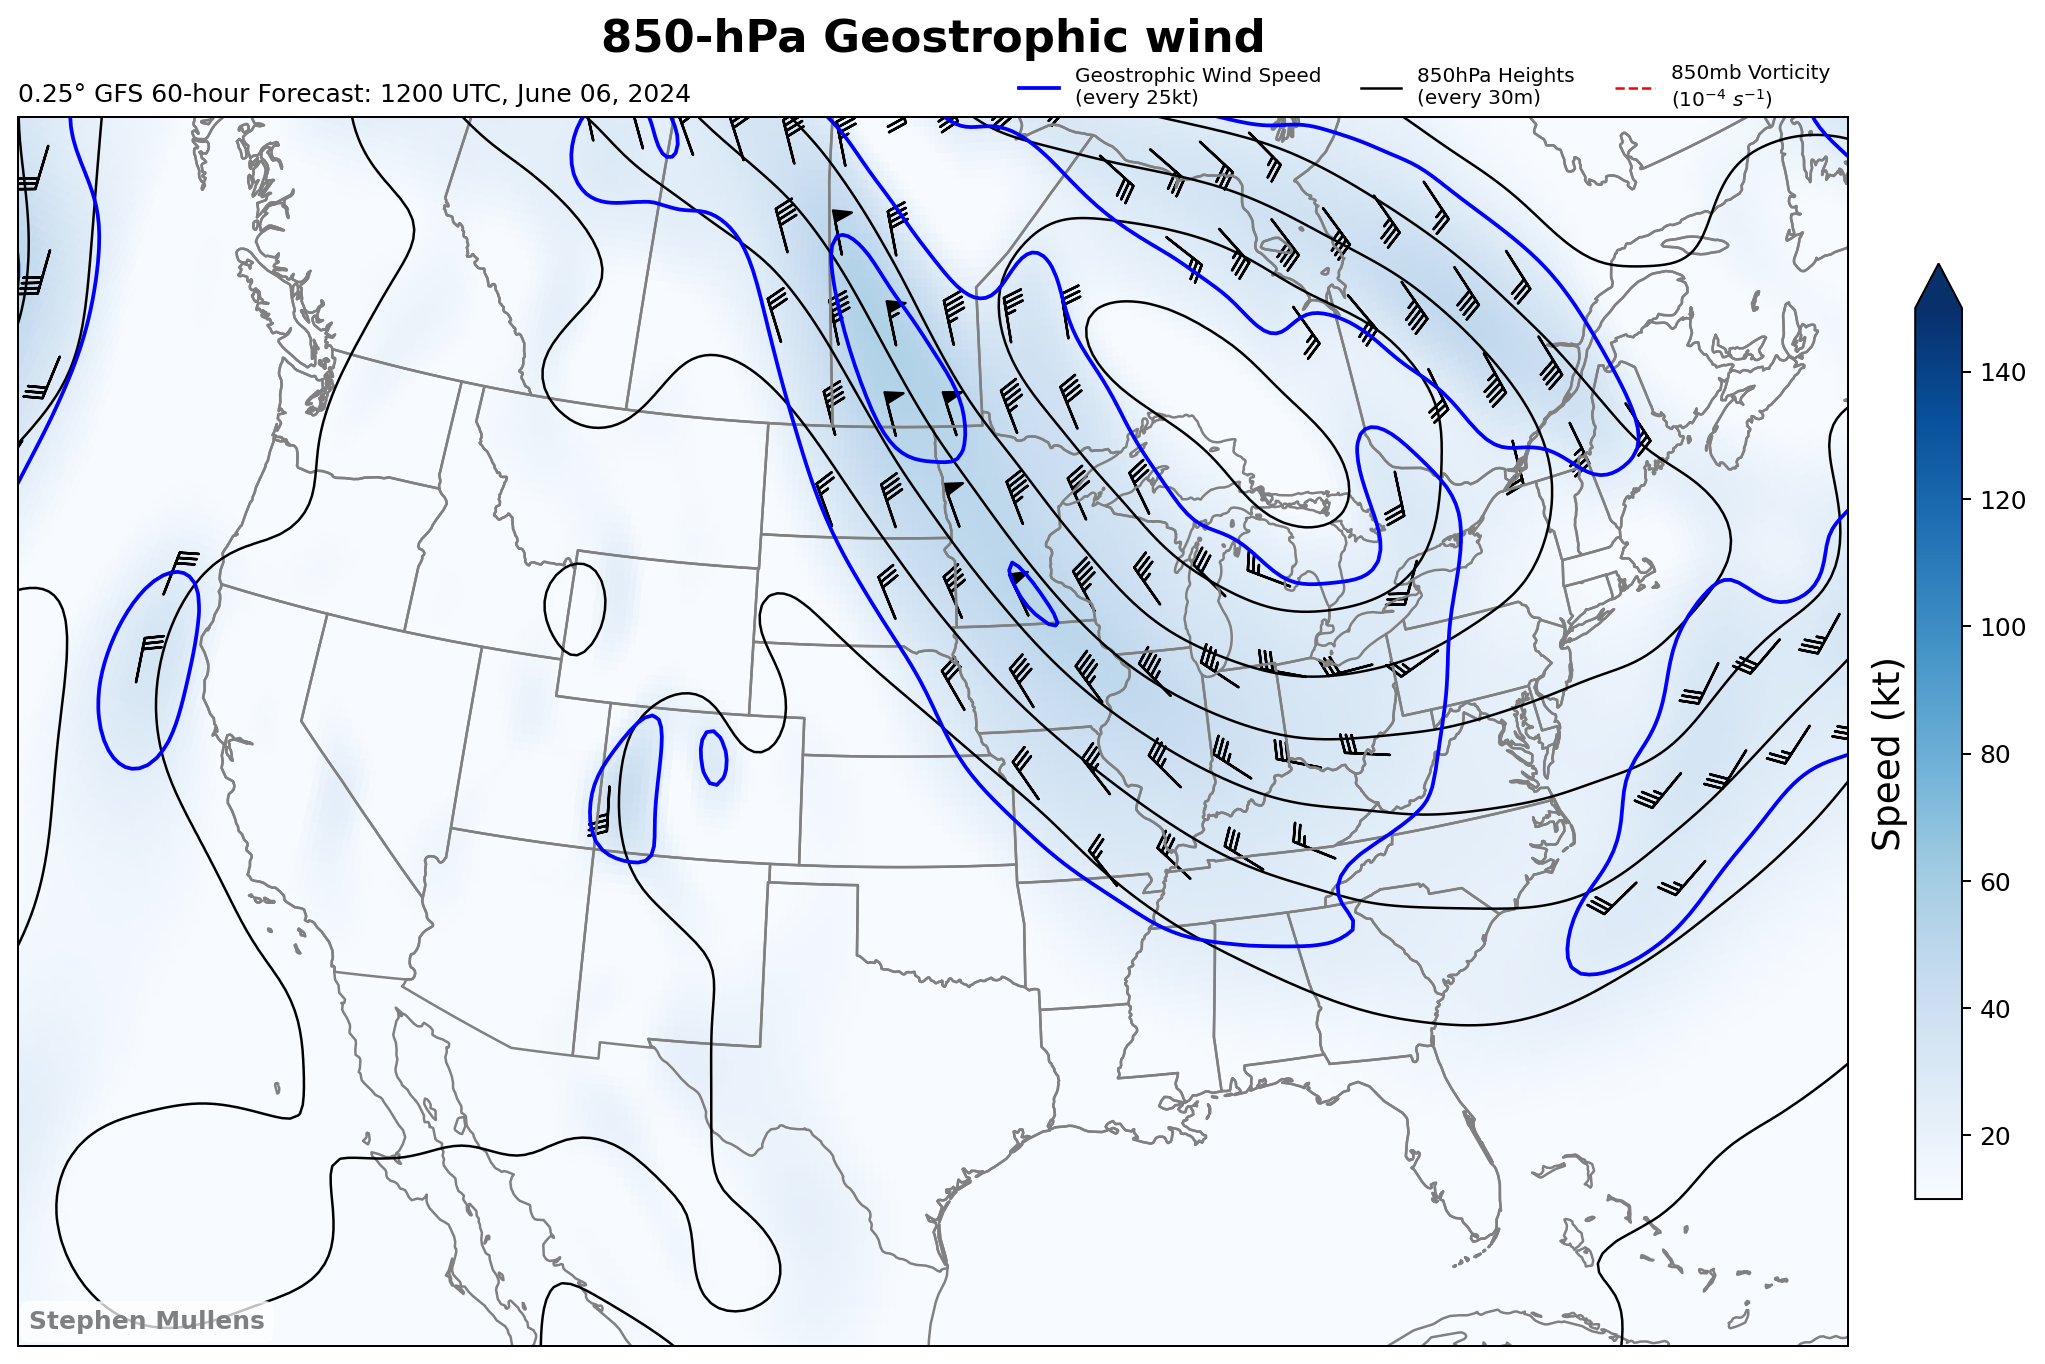 850-hPa Geostrophic wind
0.25° GFS 60-hour Forecast: 1200 UTC, June 06, 2024
Geostrophic Wind Speed
(every 25kt)
850hPa Heights
(every 30m)
850mb Vorticity
(10⁻⁴ s⁻¹)
140
120
100
80
60
40
20
Speed (kt)
Stephen Mullens